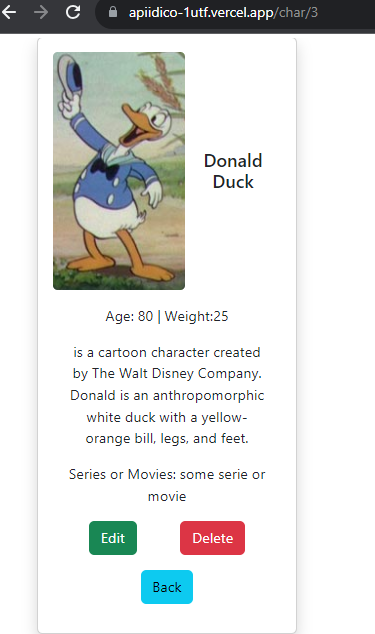 apiidico-1utf.vercel.app/char/3
Donald
Duck
Age: 80 | Weight:25
is a cartoon character created
by The Walt Disney Company.
Donald is an anthropomorphic
white duck with a yellow-
orange bill, legs, and feet.
Series or Movies: some serie or
movie
Edit Delete
Back